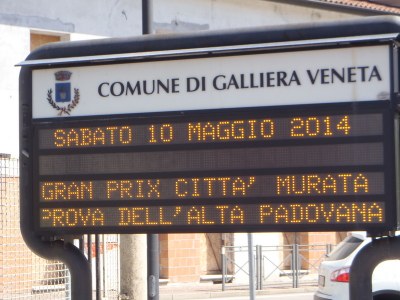 COMUNE DI GALLIERA VENETA
SABATO 10 MAGGIO 2014
GRAN PRIX CITTA' MURATA
PROVA DELL'ALTA PADOVANA